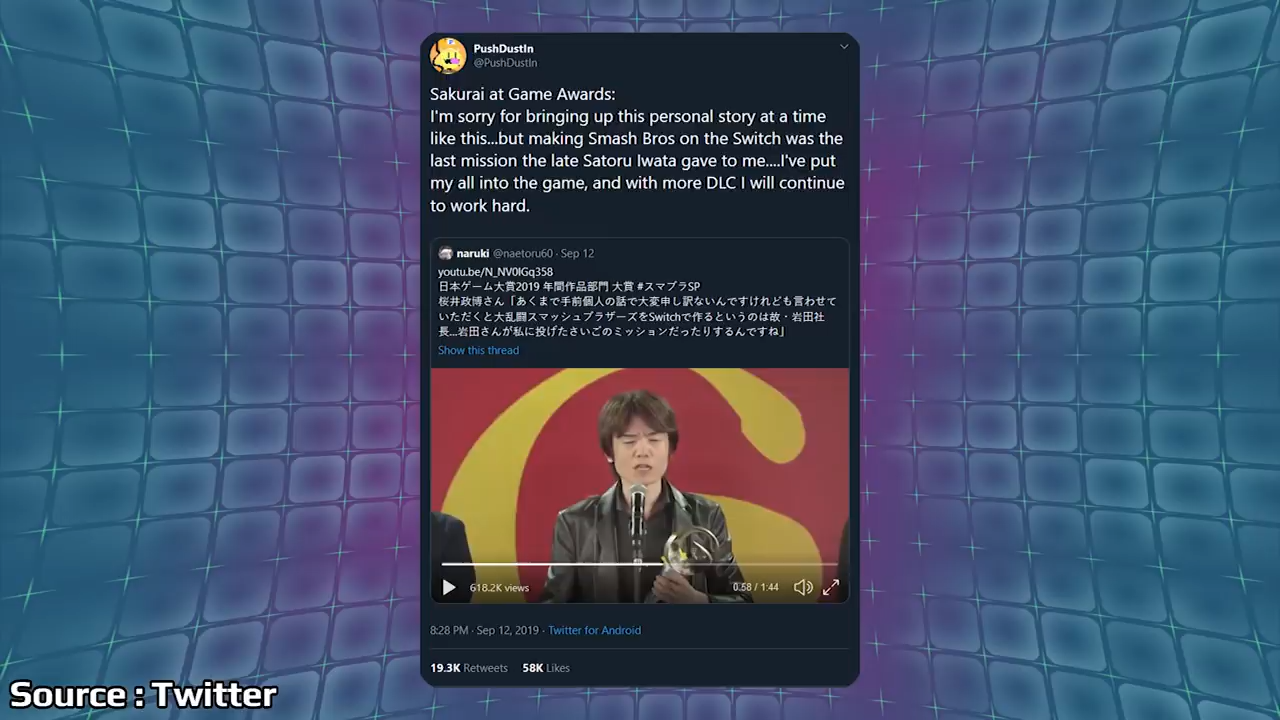 PushDustIn
@PushDustIn
Sakurai at Game Awards:
I'm sorry for bringing up this personal story at a time
like this...but making Smash Bros on the Switch was the
last mission the late Satoru Iwata gave to me....I've put
my all into the game, and with more DLC I will continue
to work hard.
naruki @naetoru60 · Sep 12
youtu.be/N_NV0IGq358
日本ゲーム大賞2019 年間作品部門 大賞 #スマブラSP
桜井政博さん「あくまで手前個人の話で大変申し訳ないんですけれども言わせて
いただくと大乱闘スマッシュブラザーズをSwitchで作るというのは故・岩田社
長...岩田さんが私に投げたさいごのミッションだったりするんですね」
Show this thread
618.2K views
0:58 / 1:44
8:28 PM · Sep 12, 2019 · Twitter for Android
19.3K Retweets 58K Likes
Source : Twitter